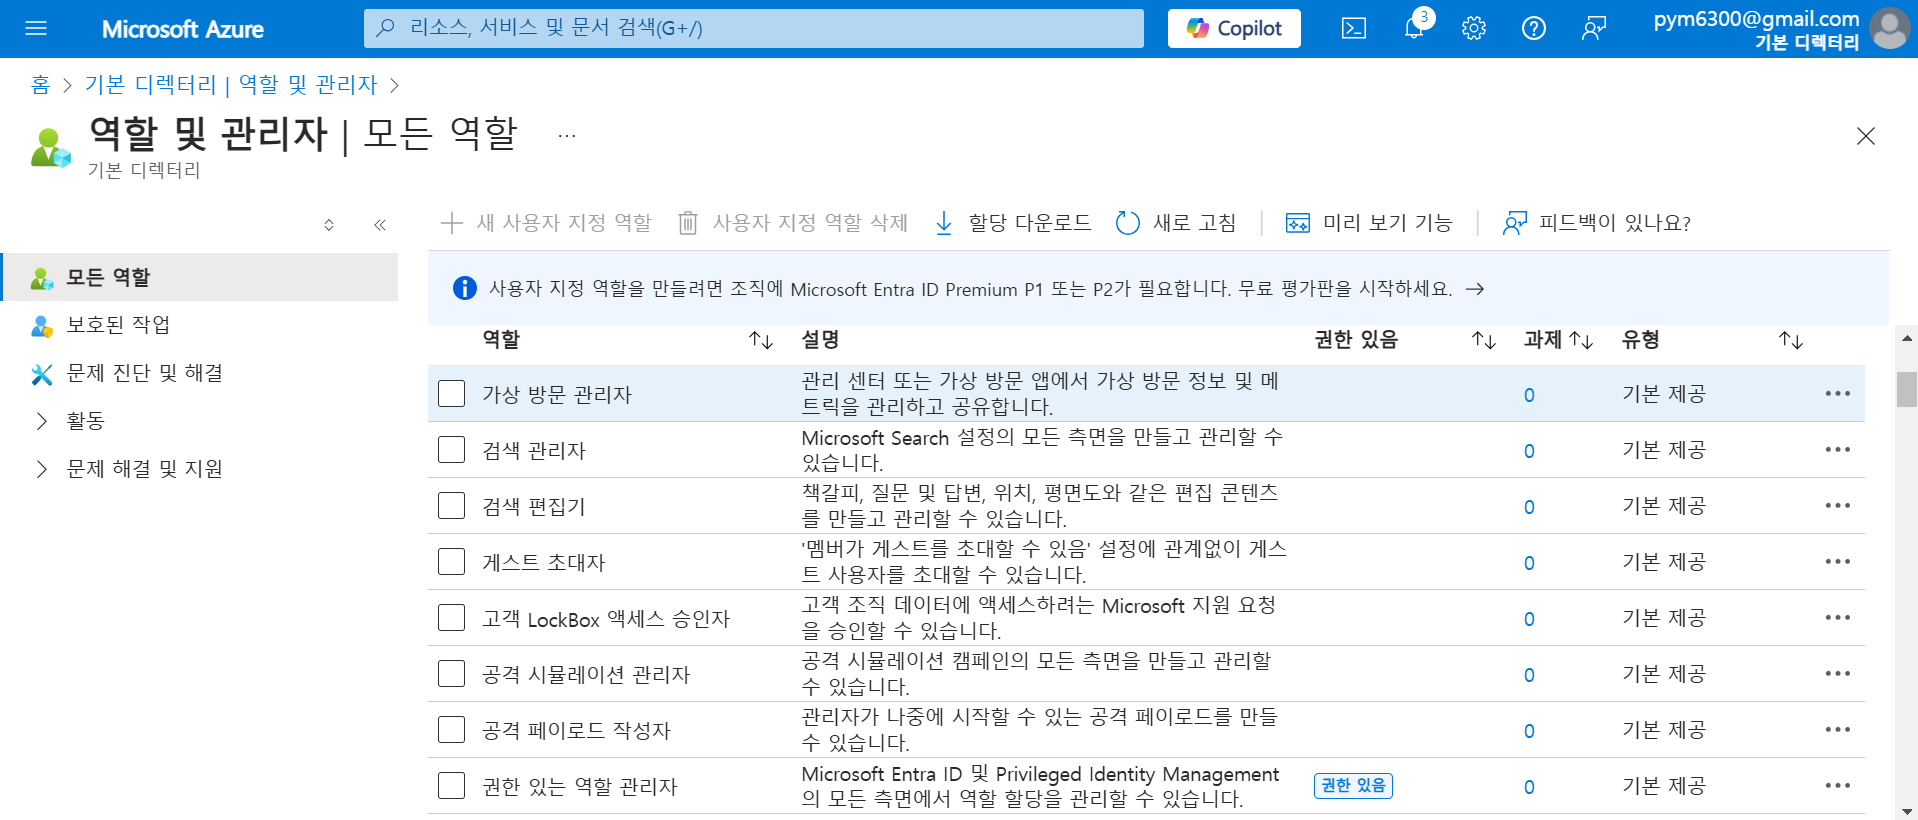 Microsoft Azure
리소스, 서비스 및 문서 검색(G+/)
Copilot
3
pym6300@gmail.com
기본 디렉터리
홈 > 기본 디렉터리 | 역할 및 관리자 >
역할 및 관리자 | 모든 역할 ...
기본 디렉터리
«
모든 역할
보호된 작업
문제 진단 및 해결
활동
문제 해결 및 지원
새 사용자 지정 역할
사용자 지정 역할 삭제
할당 다운로드
새로 고침
미리 보기 기능
피드백이 있나요?
사용자 지정 역할을 만들려면 조직에 Microsoft Entra ID Premium P1 또는 P2가 필요합니다. 무료 평가판을 시작하세요. →
역할 ↑↓ 설명 권한 있음 ↑↓ 과제 ↑↓ 유형 ↑↓
가상 방문 관리자
관리 센터 또는 가상 방문 앱에서 가상 방문 정보 및 메
트릭을 관리하고 공유합니다.
0
기본 제공
검색 관리자
Microsoft Search 설정의 모든 측면을 만들고 관리할 수
있습니다.
0
기본 제공
검색 편집기
책갈피, 질문 및 답변, 위치, 평면도와 같은 편집 콘텐츠
를 만들고 관리할 수 있습니다.
0
기본 제공
게스트 초대자
'멤버가 게스트를 초대할 수 있음' 설정에 관계없이 게스
트 사용자를 초대할 수 있습니다.
0
기본 제공
고객 LockBox 액세스 승인자
고객 조직 데이터에 액세스하려는 Microsoft 지원 요청
을 승인할 수 있습니다.
0
기본 제공
공격 시뮬레이션 관리자
공격 시뮬레이션 캠페인의 모든 측면을 만들고 관리할
수 있습니다.
0
기본 제공
공격 페이로드 작성자
관리자가 나중에 시작할 수 있는 공격 페이로드를 만들
수 있습니다.
0
기본 제공
권한 있는 역할 관리자
Microsoft Entra ID 및 Privileged Identity Management
의 모든 측면에서 역할 할당을 관리할 수 있습니다.
권한 있음
0
기본 제공